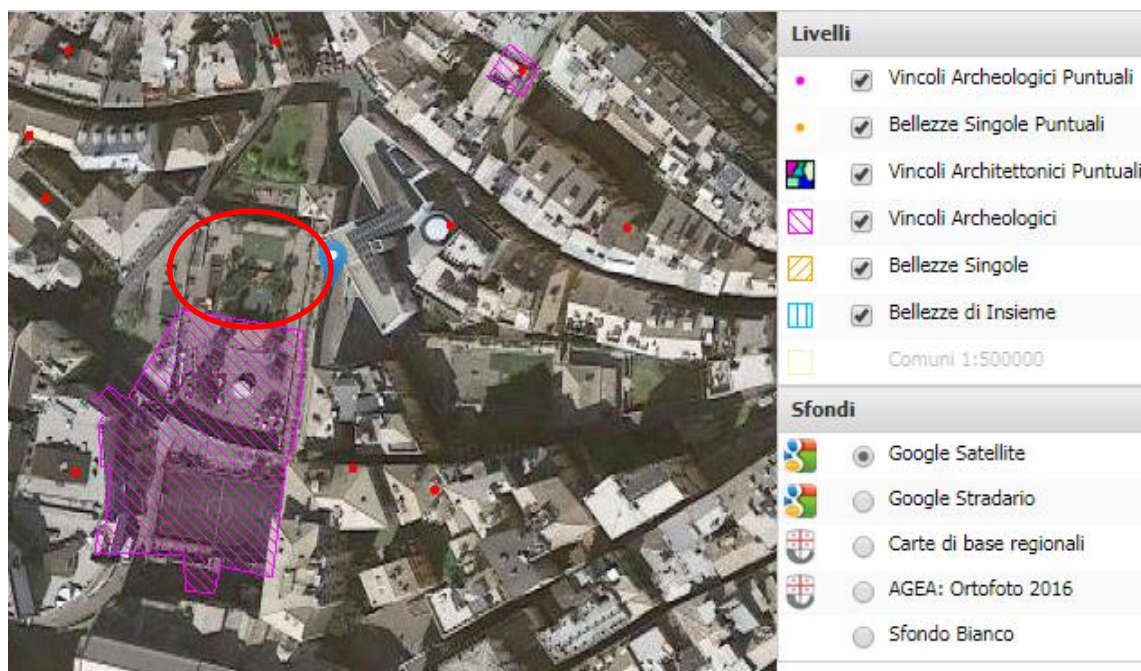 Livelli
Vincoli Archeologici Puntuali
Bellezze Singole Puntuali
Vincoli Architettonici Puntuali
Vincoli Archeologici
Bellezze Singole
Bellezze di Insieme
Comuni 1:500000
Sfondi
Google Satellite
Google Stradario
Carte di base regionali
AGEA: Ortofoto 2016
Sfondo Bianco